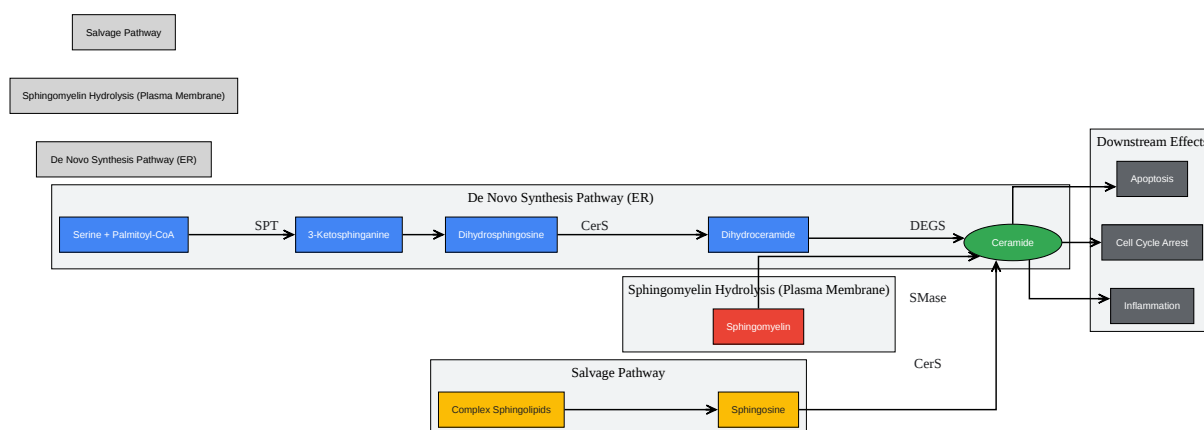 Salvage Pathway
Sphingomyelin Hydrolysis (Plasma Membrane)
De Novo Synthesis Pathway (ER)
De Novo Synthesis Pathway (ER)
Serine + Palmitoyl-CoA
SPT
3-Ketosphinganine
Dihydrosphingosine
CerS
Dihydroceramide
DEGS
Ceramide
Downstream Effects
Apoptosis
Cell Cycle Arrest
Inflammation
Sphingomyelin Hydrolysis (Plasma Membrane)
SMase
Sphingomyelin
CerS
Salvage Pathway
Complex Sphingolipids
Sphingosine